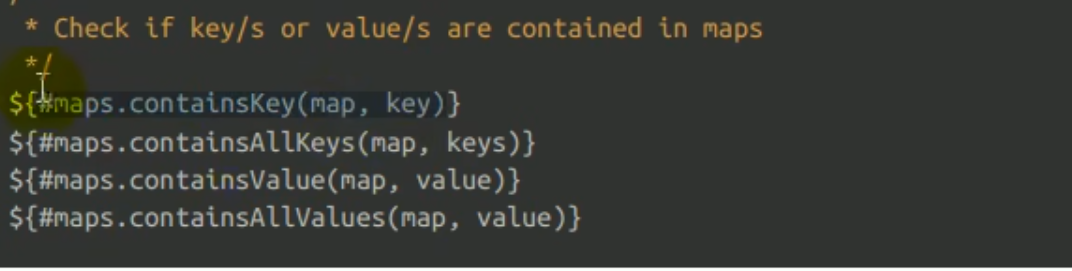 * Check if key/s or value/s are contained in maps
*/
${#maps.containsKey(map, key)}
${#maps.containsAllKeys(map, keys)}
${#maps.containsValue(map, value)}
${#maps.containsAllValues(map, value)}